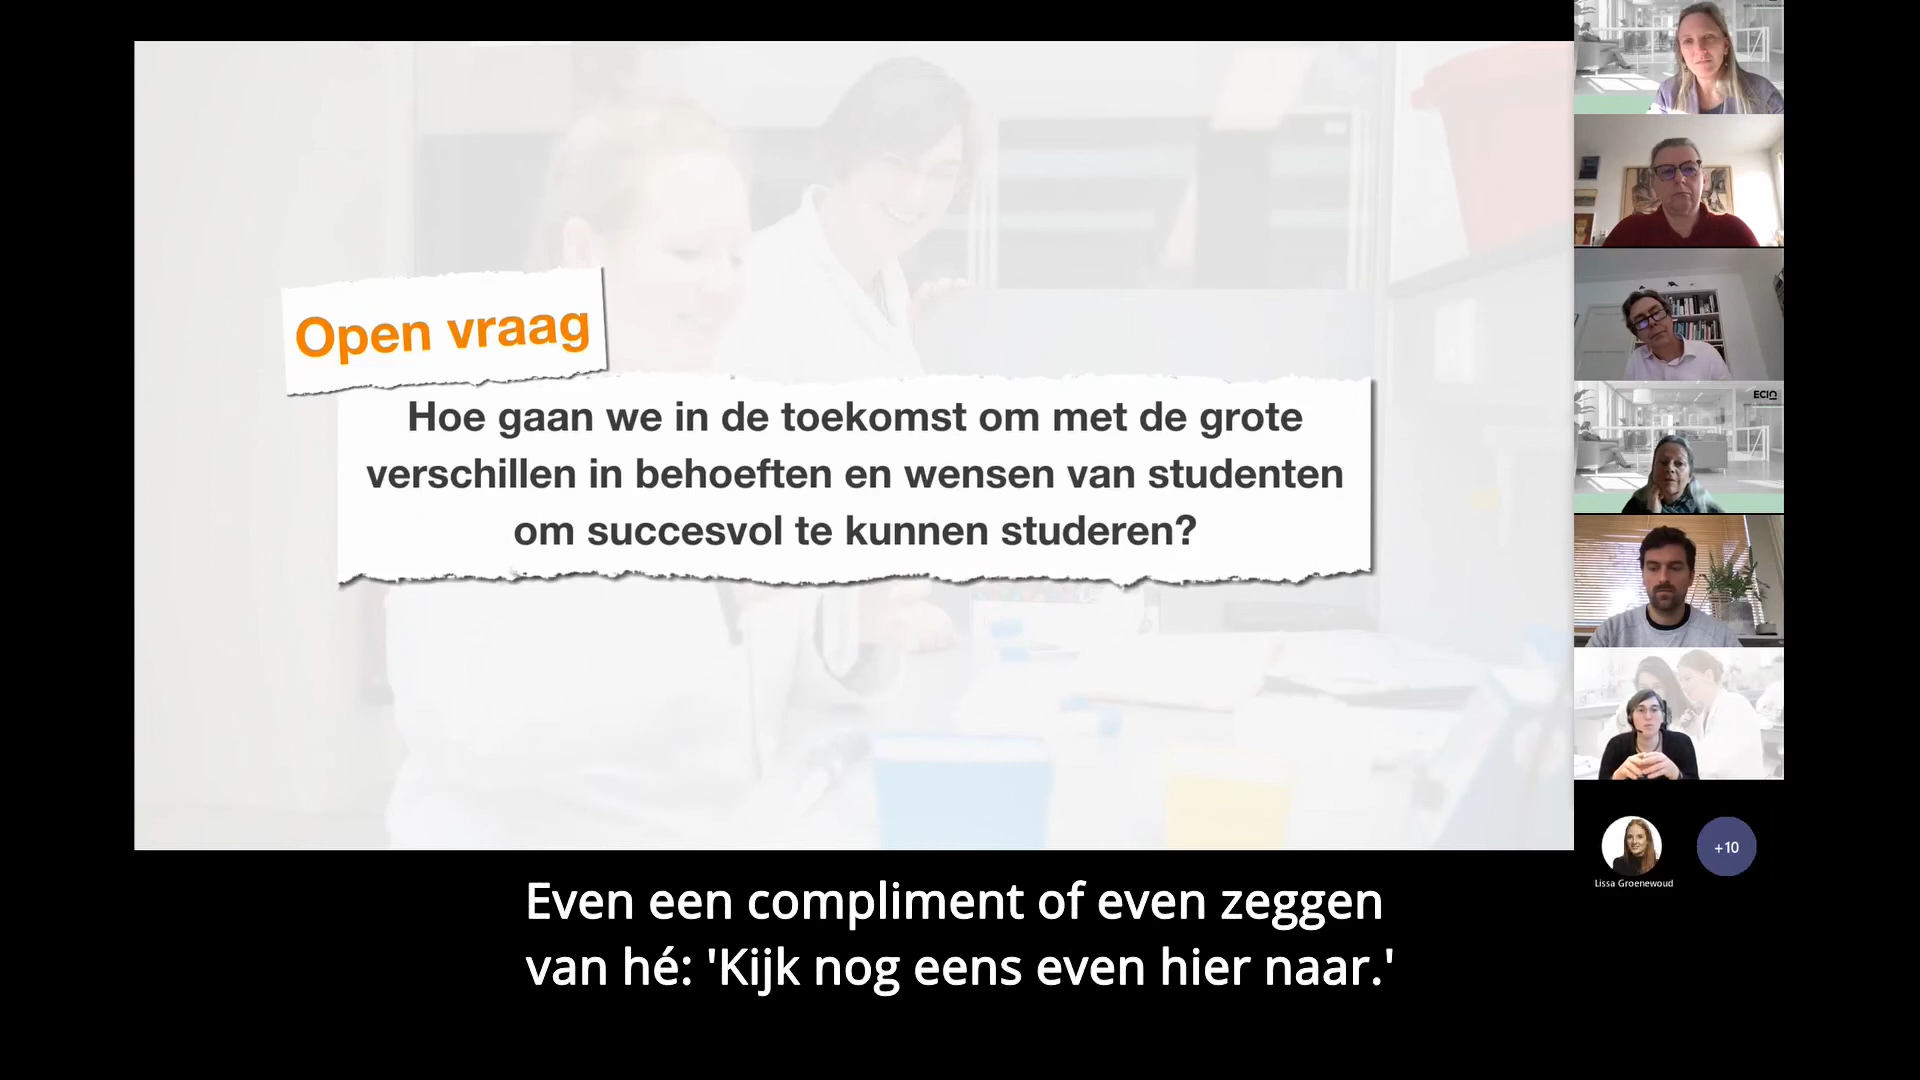 Open vraag
Hoe gaan we in de toekomst om met de grote
verschillen in behoeften en wensen van studenten
om succesvol te kunnen studeren?
ECIO
Lissa Groenewoud
+10
Even een compliment of even zeggen
van hé: 'Kijk nog eens even hier naar.'